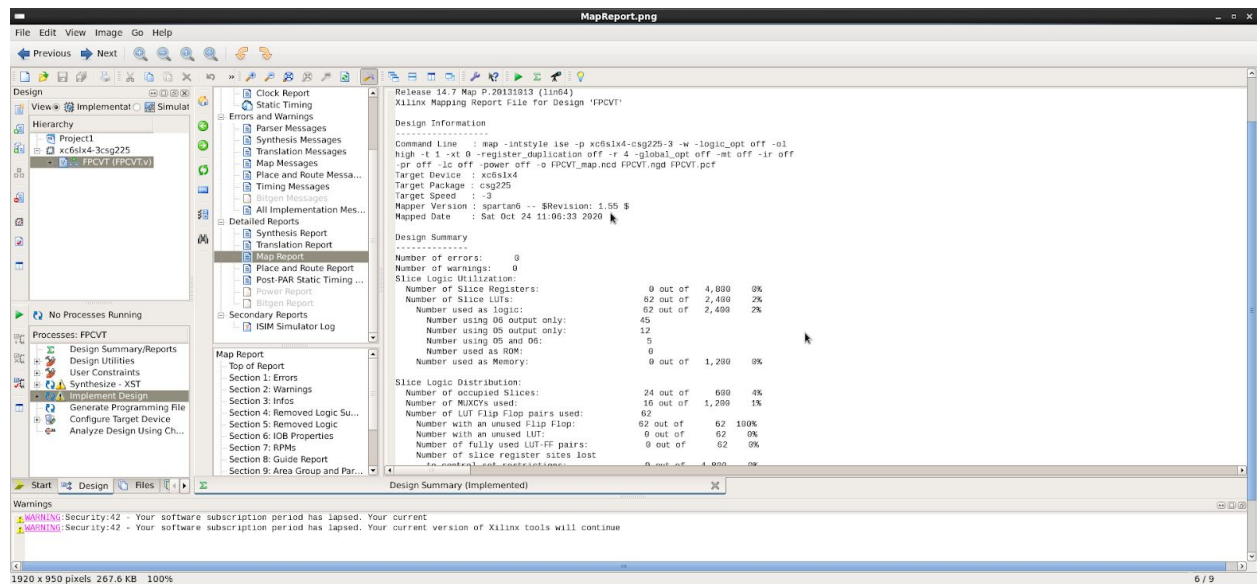 MapReport.png
File Edit View Image Go Help
Previous Next
Design
View: Implementat Simulat
Hierarchy
Project1
xc6slx4-3csg225
FPCVT (FPCVT.v)
No Processes Running
Processes: FPCVT
Design Summary/Reports
Design Utilities
User Constraints
Synthesize - XST
Implement Design
Generate Programming File
Configure Target Device
Analyze Design Using Ch...
Clock Report
Static Timing
Errors and Warnings
Parser Messages
Synthesis Messages
Translation Messages
Map Messages
Place and Route Messa...
Timing Messages
Bitgen Messages
All Implementation Mes...
Detailed Reports
Synthesis Report
Translation Report
Map Report
Place and Route Report
Post-PAR Static Timing ...
Power Report
Bitgen Report
Secondary Reports
ISIM Simulator Log
Map Report
Top of Report
Section 1: Errors
Section 2: Warnings
Section 3: Infos
Section 4: Removed Logic Su...
Section 5: Removed Logic
Section 6: IOB Properties
Section 7: RPMs
Section 8: Guide Report
Section 9: Area Group and Par...
Release 14.7 Map P.20131013 (lin64)
Xilinx Mapping Report File for Design 'FPCVT'
Design Information
------------------
Command Line   : map -intstyle ise -p xc6slx4-csg225-3 -w -logic_opt off -ol
high -t 1 -xt 0 -register_duplication off -r 4 -global_opt off -mt off -ir off
-pr off -lc off -power off -o FPCVT_map.ncd FPCVT.ngd FPCVT.pcf
Target Device  : xc6slx4
Target Package : csg225
Target Speed   : -3
Mapper Version : spartan6 -- $Revision: 1.55 $
Mapped Date    : Sat Oct 24 11:06:33 2020
Design Summary
--------------
Number of errors:      0
Number of warnings:    0
Slice Logic Utilization:
Number of Slice Registers: 0 out of 4,800 0%
Number of Slice LUTs: 62 out of 2,400 2%
Number used as logic: 62 out of 2,400 2%
Number using O6 output only: 45
Number using O5 output only: 12
Number using O5 and O6: 5
Number used as ROM: 0
Number used as Memory: 0 out of 1,200 0%
Slice Logic Distribution:
Number of occupied Slices: 24 out of 600 4%
Number of MUXCYs used: 16 out of 1,200 1%
Number of LUT Flip Flop pairs used: 62
Number with an unused Flip Flop: 62 out of 62 100%
Number with an unused LUT: 0 out of 62 0%
Number of fully used LUT-FF pairs: 0 out of 62 0%
Number of slice register sites lost
to control set restrictions: 0 out of 4,800 0%
Start Design Files
Design Summary (Implemented)
Warnings
WARNING:Security:42 - Your software subscription period has lapsed. Your current
WARNING:Security:42 - Your software subscription period has lapsed. Your current version of Xilinx tools will continue
1920 x 950 pixels 267.6 KB 100%
6 / 9